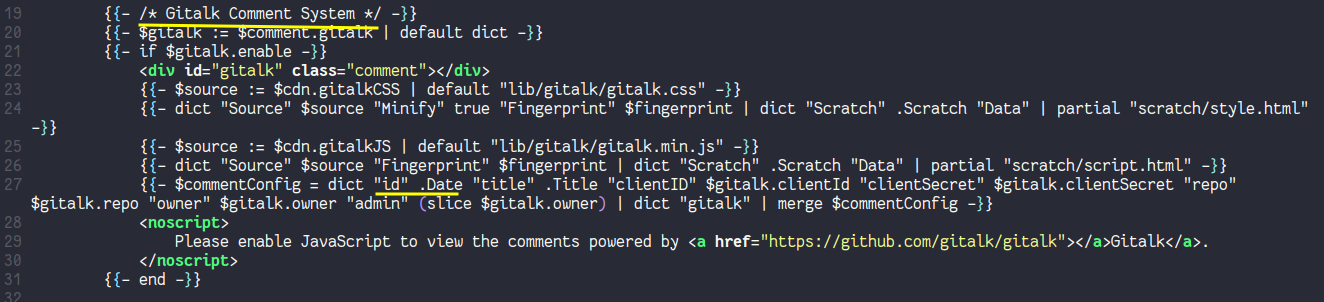 19 {{- /* Gitalk Comment System */ -}}
20 {{- $gitalk := $comment.gitalk | default dict -}}
21 {{- if $gitalk.enable -}}
22 <div id="gitalk" class="comment"></div>
23 {{- $source := $cdn.gitalkCSS | default "lib/gitalk/gitalk.css" -}}
24 {{- dict "Source" $source "Minify" true "Fingerprint" $fingerprint | dict "Scratch" .Scratch "Data" | partial "scratch/style.html"
-}}
25 {{- $source := $cdn.gitalkJS | default "lib/gitalk/gitalk.min.js" -}}
26 {{- dict "Source" $source "Fingerprint" $fingerprint | dict "Scratch" .Scratch "Data" | partial "scratch/script.html" -}}
27 {{- $commentConfig = dict "id" .Date "title" .Title "clientID" $gitalk.clientId "clientSecret" $gitalk.clientSecret "repo"
$gitalk.repo "owner" $gitalk.owner "admin" (slice $gitalk.owner) | dict "gitalk" | merge $commentConfig -}}
28 <noscript>
29 Please enable JavaScript to view the comments powered by <a href="https://github.com/gitalk/gitalk"></a>Gitalk</a>.
30 </noscript>
31 {{- end -}}
32